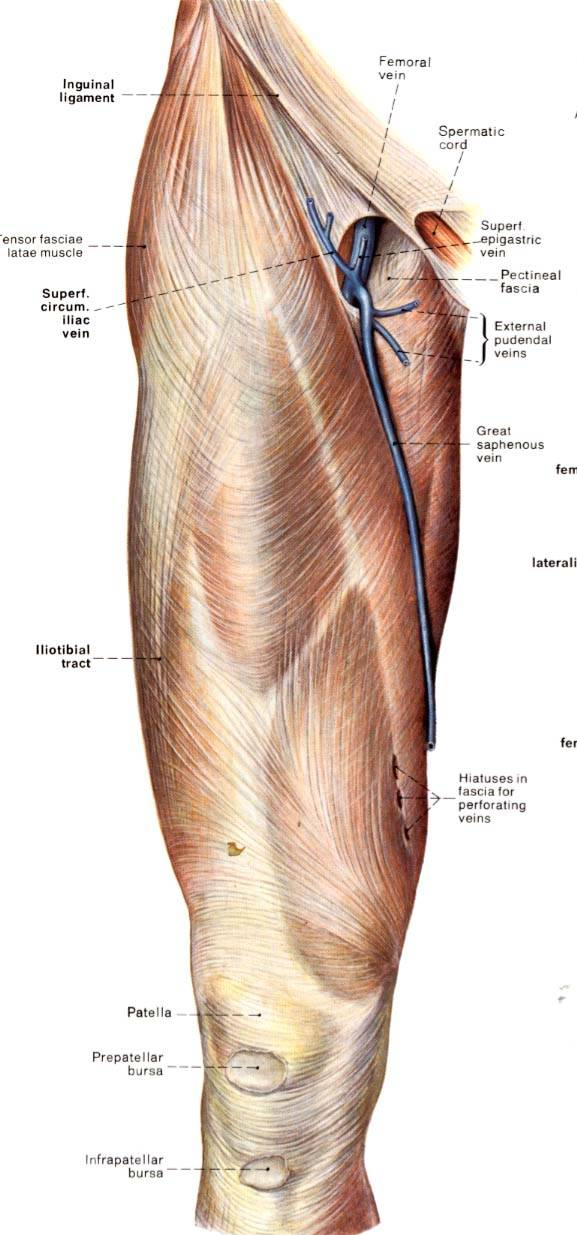 Femoral
vein
Inguinal
ligament
Spermatic
cord
Superf.
epigastric
vein
Tensor fasciae
latae muscle
Pectineal
fascia
Superf.
circum.
iliac
vein
External
pudendal
veins
Great
saphenous
vein
fem
laterali
Iliotibial
tract
fer
Hiatuses in
fascia for
perforating
veins
Patella
Prepatellar
bursa
Infrapatellar
bursa